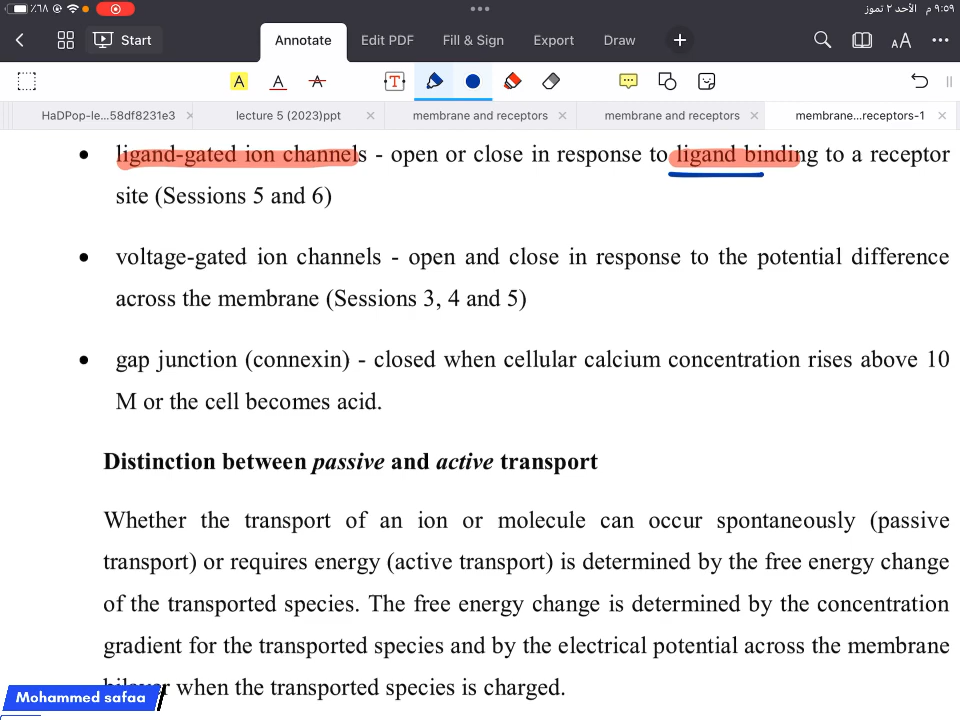 ٪٦٨ ٩:٥٩ م الأحد ٢ تموز
Start Annotate Edit PDF Fill & Sign Export Draw
A A A T AA
HaDPop-le...58df8231e3 × lecture 5 (2023)ppt × membrane and receptors × membrane and receptors × membrane...receptors-1 ×
• ligand-gated ion channels - open or close in response to ligand binding to a receptor
site (Sessions 5 and 6)
• voltage-gated ion channels - open and close in response to the potential difference
across the membrane (Sessions 3, 4 and 5)
• gap junction (connexin) - closed when cellular calcium concentration rises above 10
M or the cell becomes acid.
Distinction between passive and active transport
Whether the transport of an ion or molecule can occur spontaneously (passive
transport) or requires energy (active transport) is determined by the free energy change
of the transported species. The free energy change is determined by the concentration
gradient for the transported species and by the electrical potential across the membrane
bilayer when the transported species is charged.
Mohammed safaa